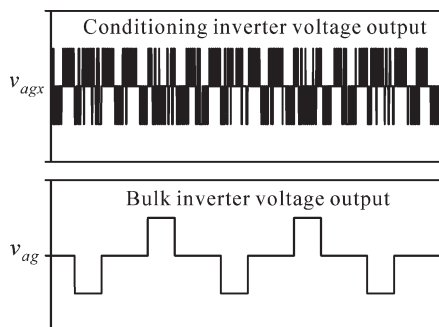 Conditioning inverter voltage output
v_agx
Bulk inverter voltage output
v_ag